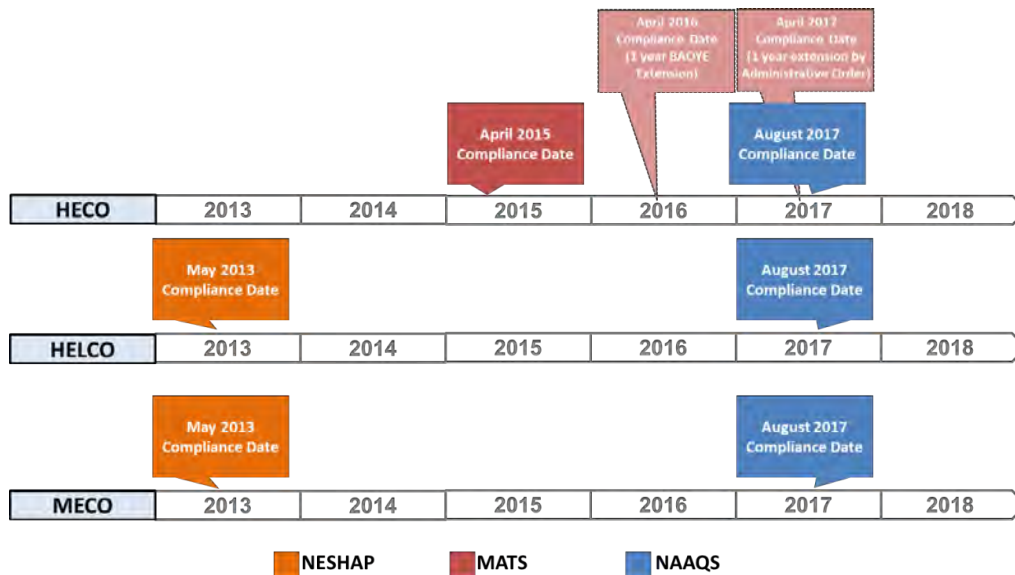 April 2016
Compliance Date
(1 year BAOYE
Extension)
April 2017
Compliance Date
(1 year extension by
Administrative Order)
April 2015
Compliance Date
August 2017
Compliance Date
HECO 2013 2014 2015 2016 2017 2018
May 2013
Compliance Date
August 2017
Compliance Date
HELCO 2013 2014 2015 2016 2017 2018
May 2013
Compliance Date
August 2017
Compliance Date
MECO 2013 2014 2015 2016 2017 2018
NESHAP MATS NAAQS